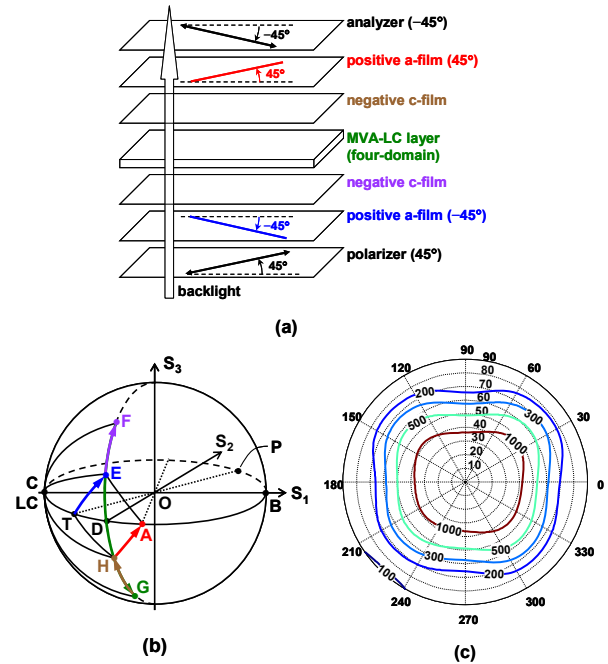 analyzer (−45°)
−45°
positive a-film (45°)
45°
negative c-film
MVA-LC layer
(four-domain)
negative c-film
positive a-film (−45°)
−45°
polarizer (45°)
45°
backlight
(a)
S3
F
S2
P
E
C
LC
O
S1
B
T
D
A
H
G
(b)
90
90
120
60
80
70
60
200
50
300
150
500
40
30
30
1000
20
10
180
0
1000
210
500
330
300
200
100
240
300
270
(c)